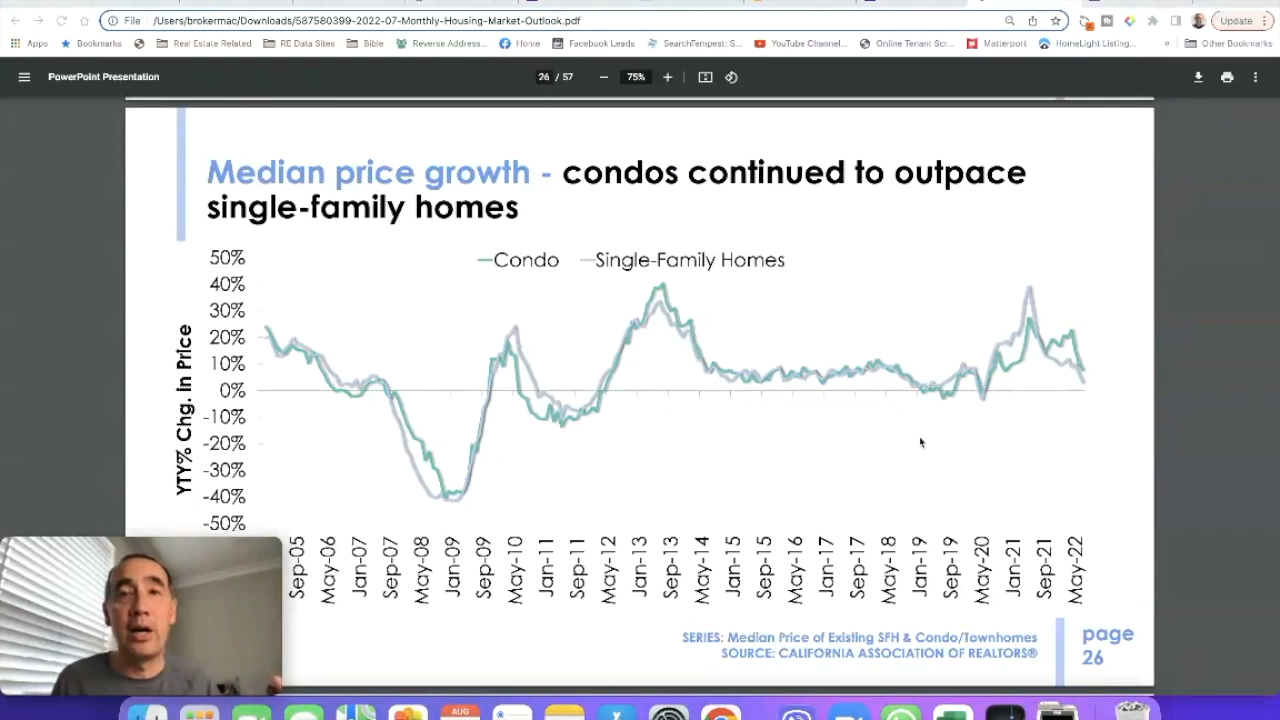 File /Users/brokermac/Downloads/587580399-2022-07-Monthly-Housing-Market-Outlook.pdf Update
Apps Bookmarks Real Estate Related RE Data Sites Bible Reverse Address... Home Facebook Leads SearchTempest: S... YouTube Channel... Online Tenant Scr... Matterport HomeLight Listing... » Other Bookmarks
PowerPoint Presentation 26 / 57 — 75% +
Median price growth - condos continued to outpace
single-family homes
Condo Single-Family Homes
YTY% Chg. in Price
50%
40%
30%
20%
10%
0%
-10%
-20%
-30%
-40%
-50%
Sep-05 May-06 Jan-07 Sep-07 May-08 Jan-09 Sep-09 May-10 Jan-11 Sep-11 May-12 Jan-13 Sep-13 May-14 Jan-15 Sep-15 May-16 Jan-17 Sep-17 May-18 Jan-19 Sep-19 May-20 Jan-21 Sep-21 May-22
SERIES: Median Price of Existing SFH & Condo/Townhomes
SOURCE: CALIFORNIA ASSOCIATION OF REALTORS®
page
26
AUG